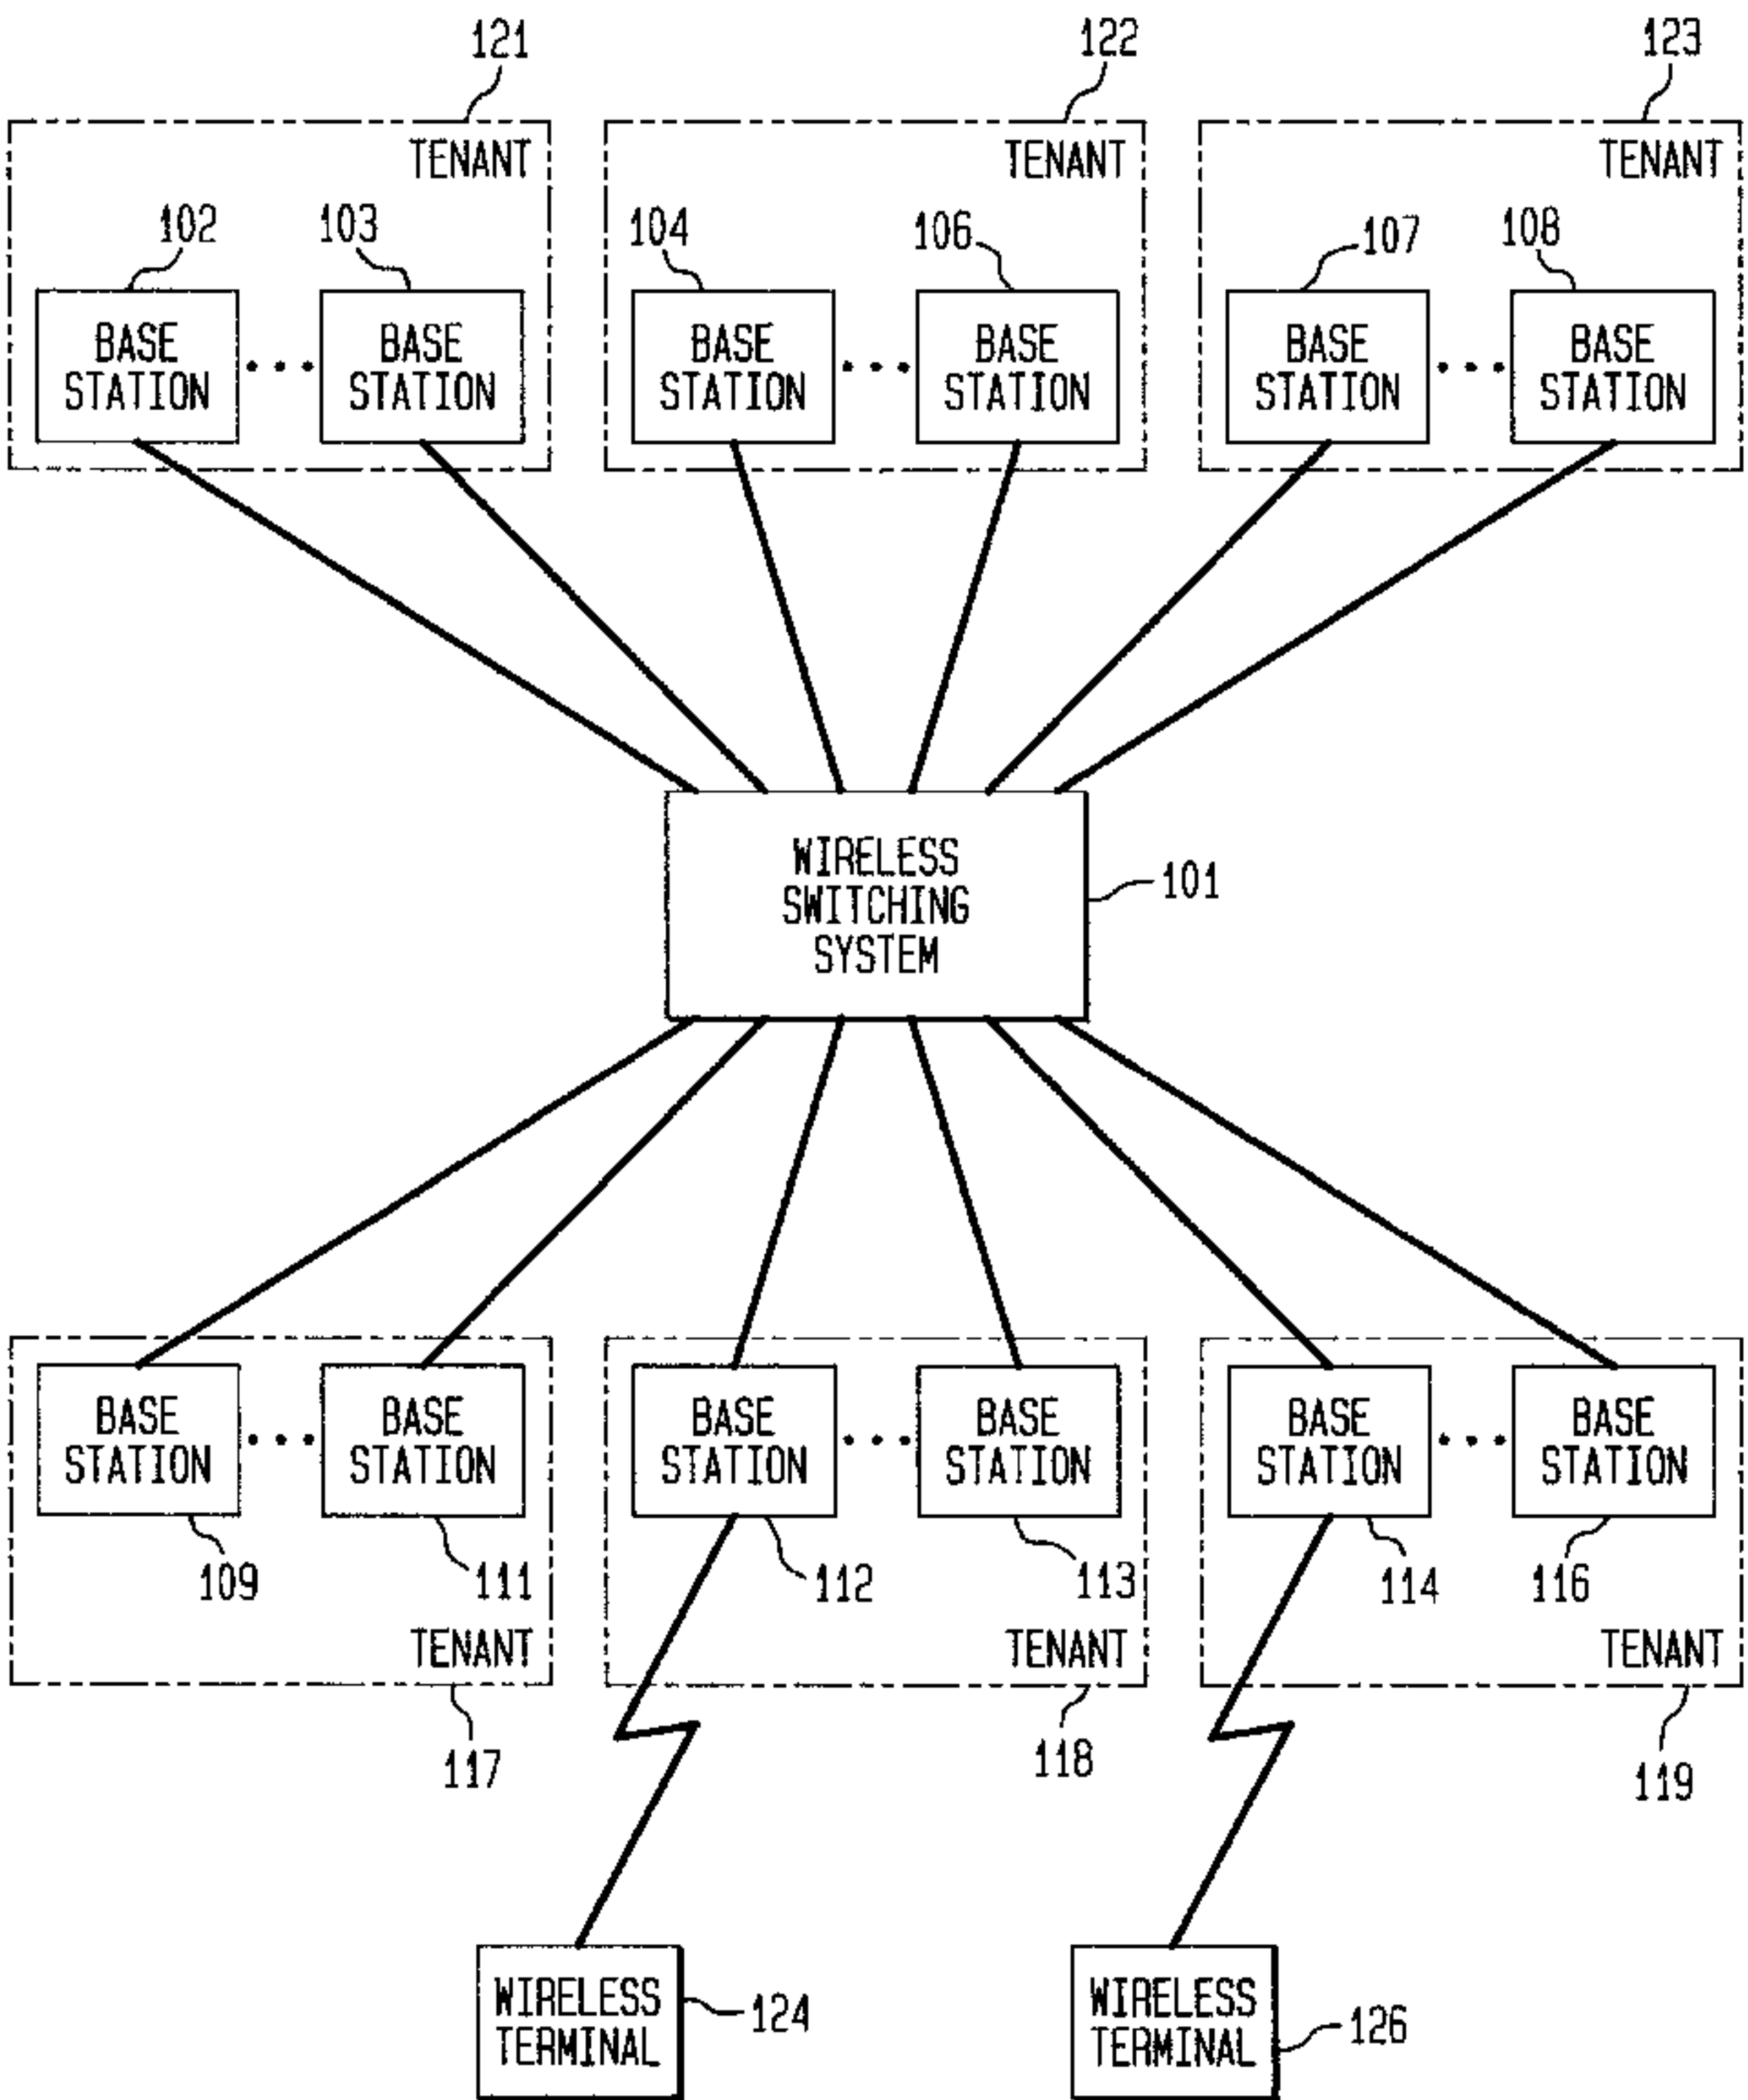 121
122
123
TENANT
TENANT
TENANT
102
103
104
106
107
108
BASE
STATION
BASE
STATION
BASE
STATION
BASE
STATION
BASE
STATION
BASE
STATION
WIRELESS
SWITCHING
SYSTEM
101
BASE
STATION
BASE
STATION
BASE
STATION
BASE
STATION
BASE
STATION
BASE
STATION
109
111
112
113
114
116
TENANT
TENANT
TENANT
117
118
119
WIRELESS
TERMINAL
124
WIRELESS
TERMINAL
126